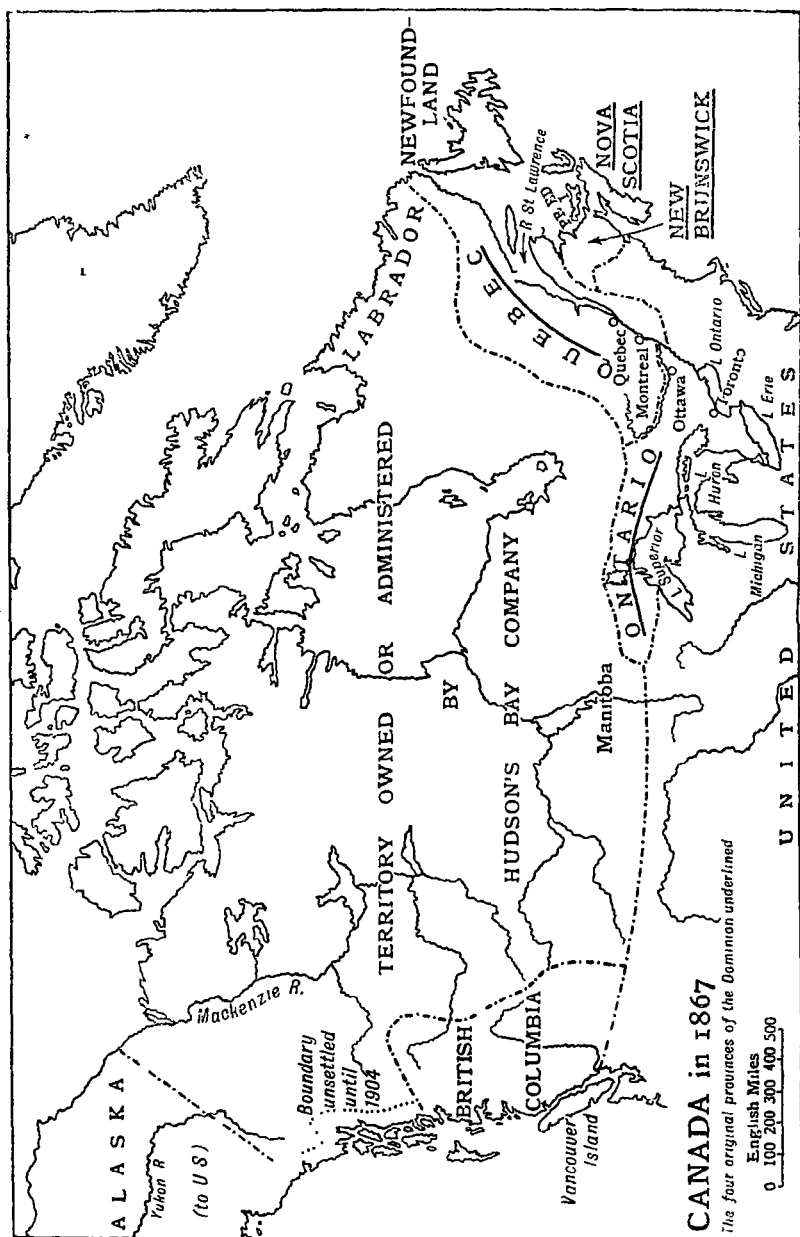 CANADA in 1867
The four original provinces of the Dominion underlined
English Miles
0 100 200 300 400 500
ALASKA
Yukon R
(to U S)
Mackenzie R.
Boundary
unsettled
until
1904
TERRITORY OWNED OR ADMINISTERED
BY
HUDSON'S BAY COMPANY
BRITISH
COLUMBIA
Vancouver
Island
Manitoba
LABRADOR
NEWFOUND-
LAND
QUEBEC
R St Lawrence
PR. ED
I.
NOVA
SCOTIA
NEW
BRUNSWICK
Quebec
Montreal
Ottawa
ONTARIO
L Superior
L
Huron
L
Michigan
L Ontario
Toronto
L Erie
UNITED STATES